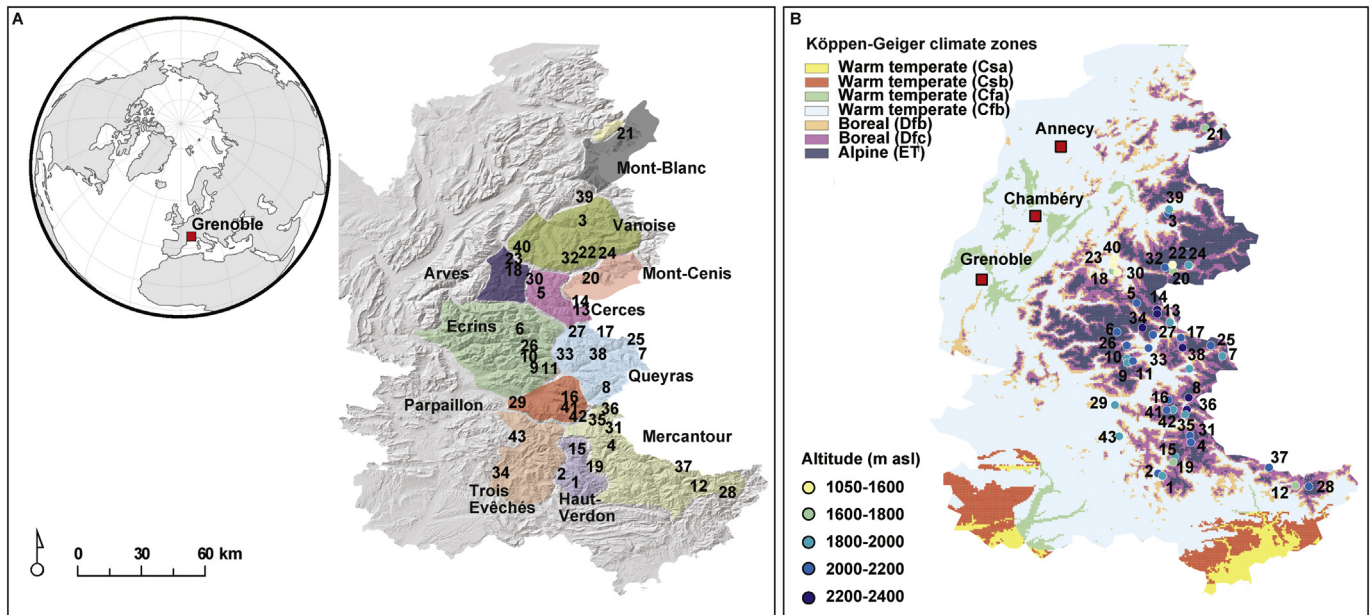 A
Grenoble
21
Mont-Blanc
39
3
Vanoise
40
23
18
32 22 24
Arves
30
5
20
Mont-Cenis
14
13
Cerces
Ecrins
6
26
10
9 11
27 17
25
33 38
7
Queyras
8
29
Parpaillon
16
41
42
36
35
31
43
15
4
Mercantour
34
2
1
19
37
12
28
Trois
Evêchés
Haut-
Verdon
0 30 60 km
B
Köppen-Geiger climate zones
Warm temperate (Csa)
Warm temperate (Csb)
Warm temperate (Cfa)
Warm temperate (Cfb)
Boreal (Dfb)
Boreal (Dfc)
Alpine (ET)
Annecy
21
Chambéry
39
3
Grenoble
40
23
18
30
32 22 24
20
5
14
13
34
6
27 17
25
26
10
33
38
7
9 11
8
29
16
41
42
36
35
43
31
15
4
2
19
1
37
12
28
Altitude (m asl)
1050-1600
1600-1800
1800-2000
2000-2200
2200-2400